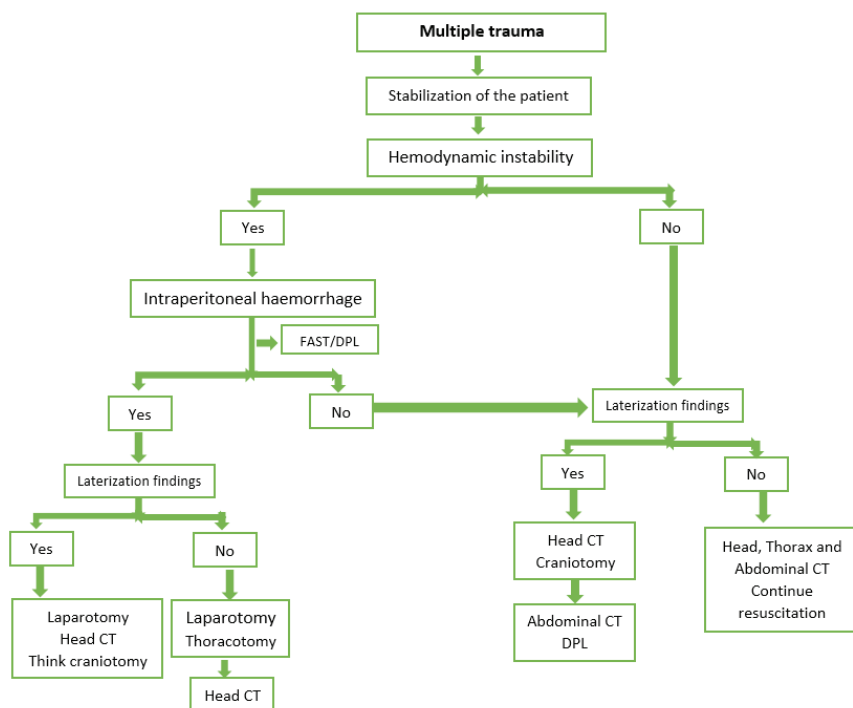 Multiple trauma
Stabilization of the patient
Hemodynamic instability
Yes
No
Intraperitoneal haemorrhage
FAST/DPL
Yes
No
Laterization findings
Laterization findings
Yes
No
Yes
No
Head CT
Craniotomy
Head, Thorax and
Abdominal CT
Continue
resuscitation
Laparotomy
Head CT
Think craniotomy
Laparotomy
Thoracotomy
Abdominal CT
DPL
Head CT